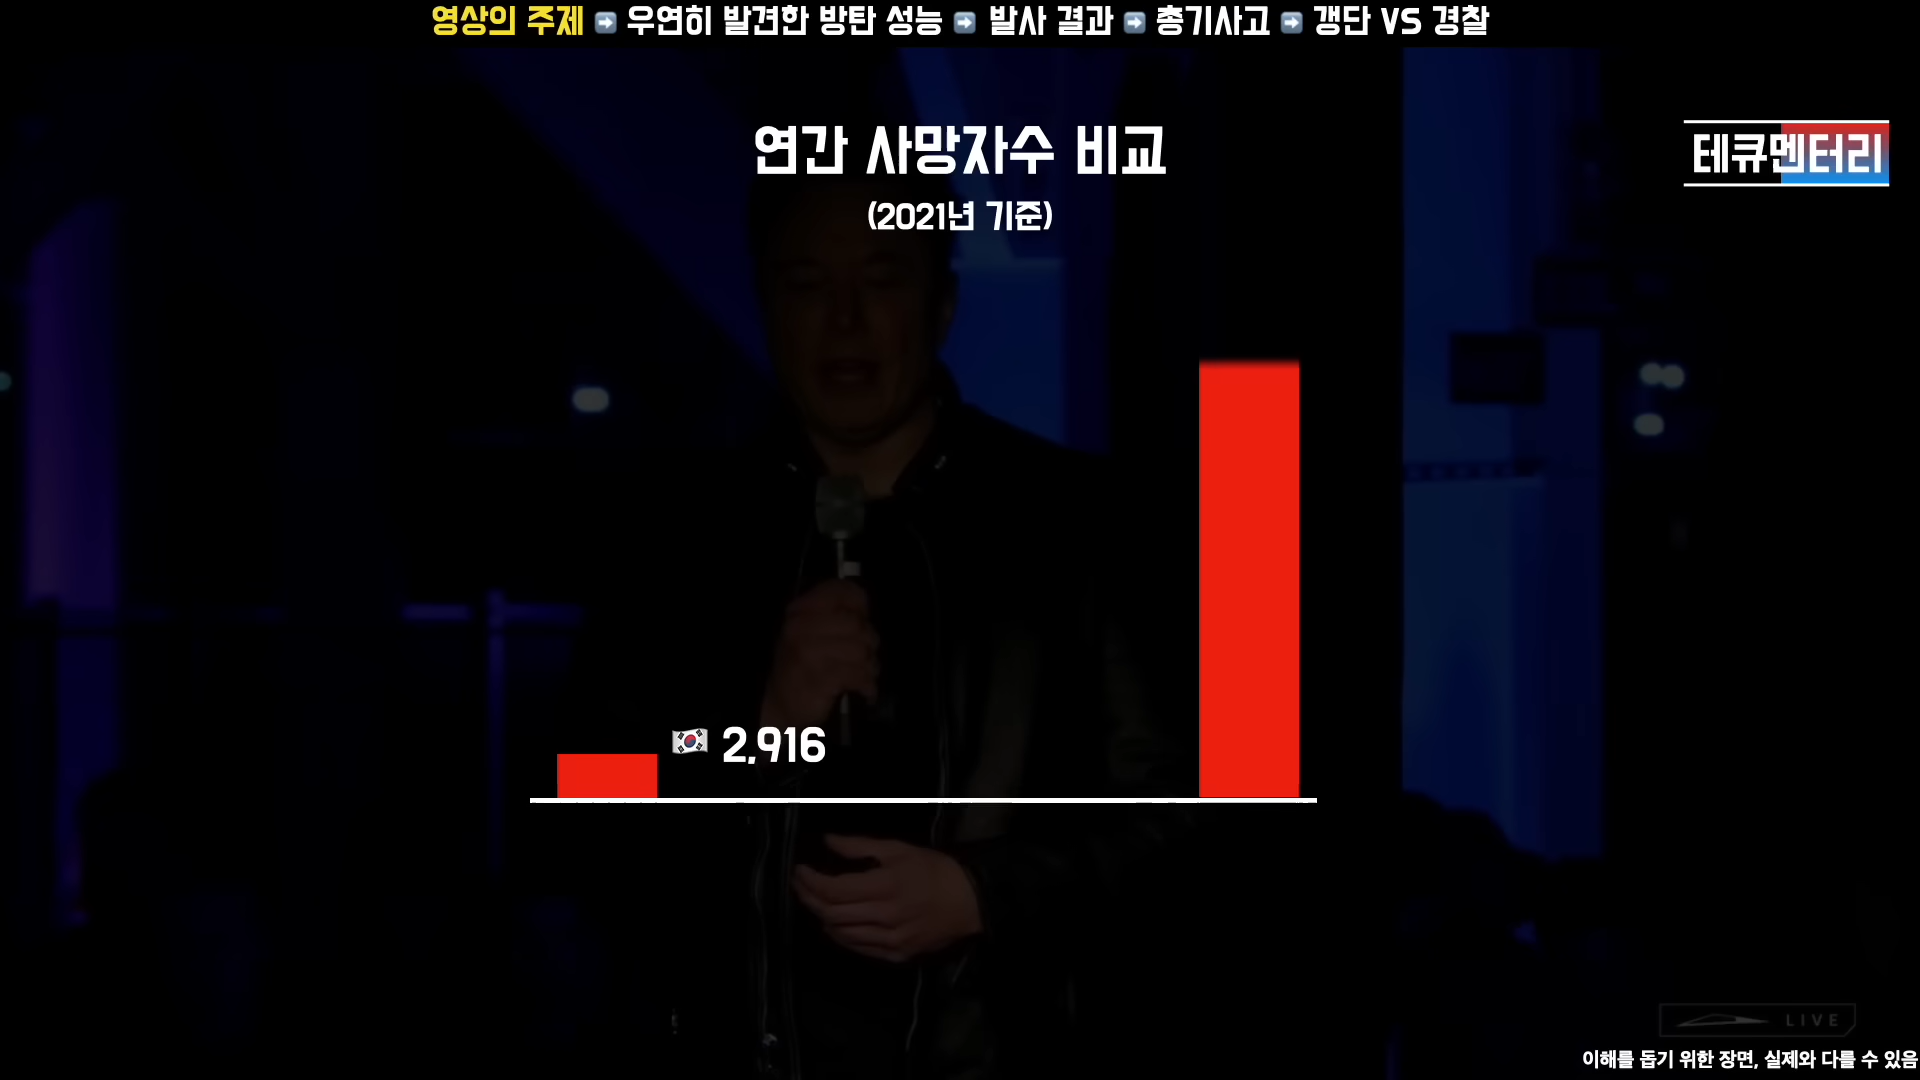 영상의 주제 ➡ 우연히 발견한 방탄 성능 ➡ 발사 결과 ➡ 총기사고 ➡ 갱단 VS 경찰
연간 사망자수 비교
(2021년 기준)
테큐멘터리
🇰🇷 2,916
LIVE
이해를 돕기 위한 장면, 실제와 다를 수 있음